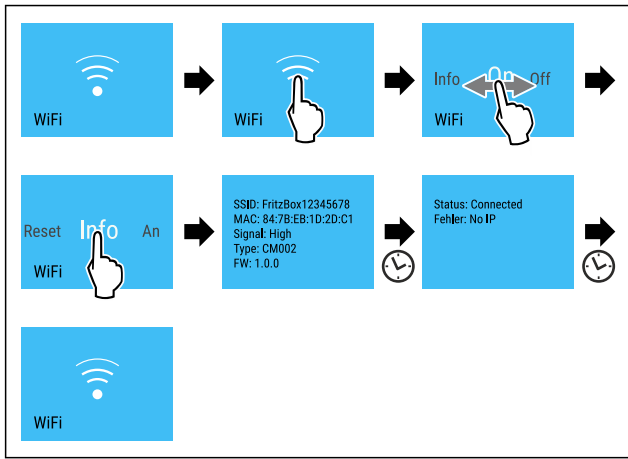 WiFi
WiFi
Info On Off
WiFi
Reset Info An
WiFi
SSID: FritzBox12345678
MAC: 84:7B:EB:1D:2D:C1
Signal: High
Type: CM002
FW: 1.0.0
Status: Connected
Fehler: No IP
WiFi